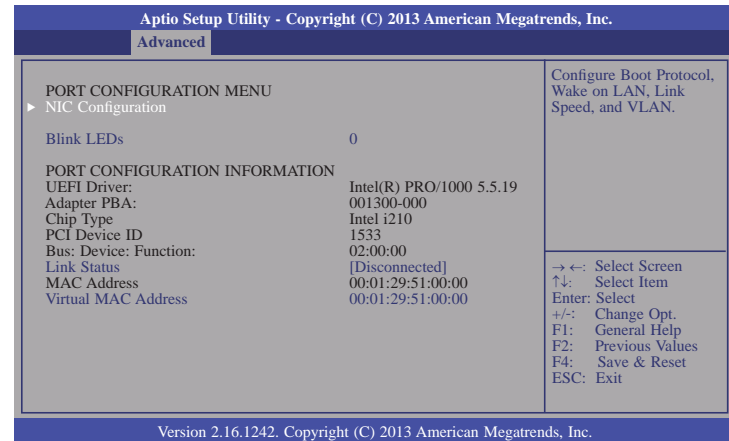 Aptio Setup Utility - Copyright (C) 2013 American Megatrends, Inc.
Advanced
PORT CONFIGURATION MENU
► NIC Configuration
Blink LEDs 0
PORT CONFIGURATION INFORMATION
UEFI Driver: Intel(R) PRO/1000 5.5.19
Adapter PBA: 001300-000
Chip Type Intel i210
PCI Device ID 1533
Bus: Device: Function: 02:00:00
Link Status [Disconnected]
MAC Address 00:01:29:51:00:00
Virtual MAC Address 00:01:29:51:00:00
Configure Boot Protocol,
Wake on LAN, Link
Speed, and VLAN.
→ ←: Select Screen
↑↓: Select Item
Enter: Select
+/-: Change Opt.
F1: General Help
F2: Previous Values
F4: Save & Reset
ESC: Exit
Version 2.16.1242. Copyright (C) 2013 American Megatrends, Inc.